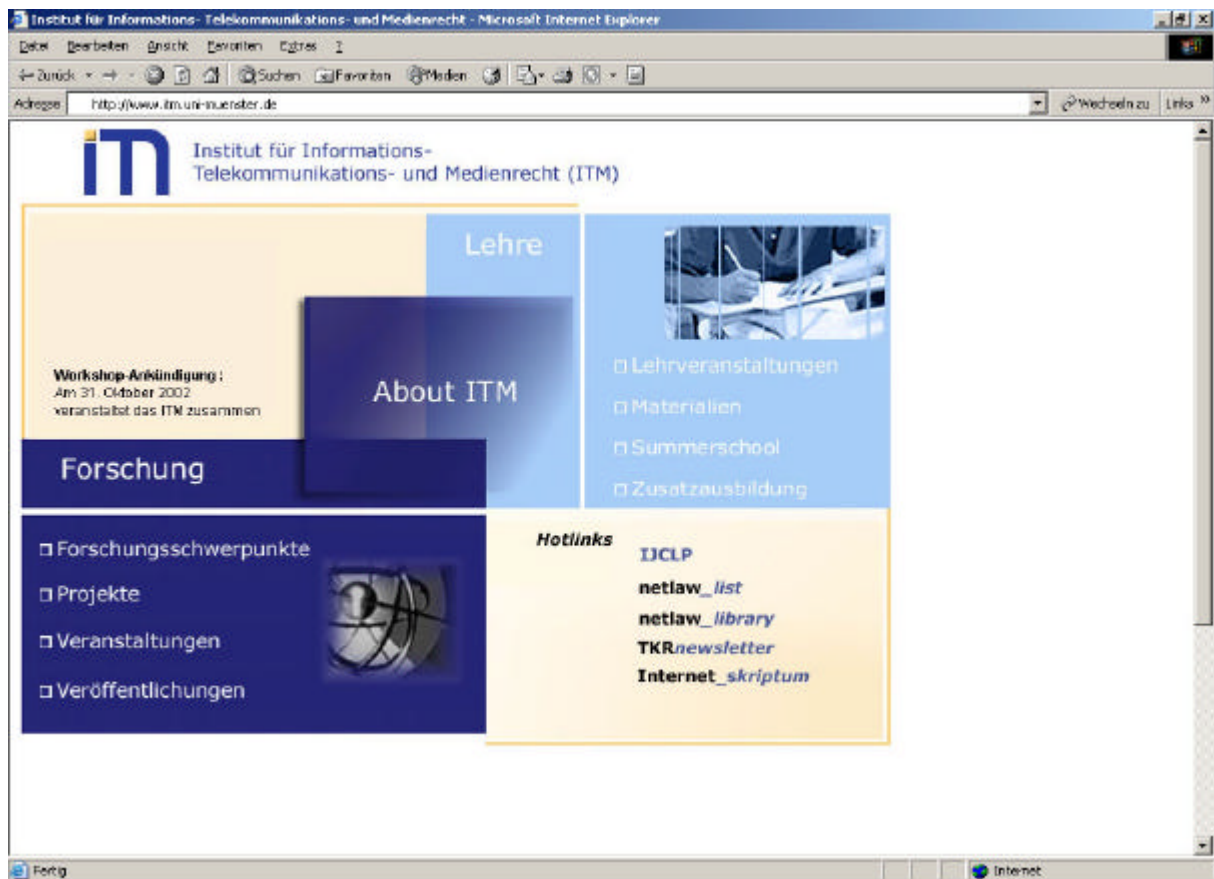 Institut für Informations- Telekommunikations- und Medienrecht - Microsoft Internet Explorer
Datei Bearbeiten Ansicht Favoriten Extras ?
Zurück Suchen Favoriten Medien
Adresse http://www.itm.uni-muenster.de Wechseln zu Links »
iTM
Institut für Informations-
Telekommunikations- und Medienrecht (ITM)
Lehre
Workshop-Ankündigung :
Am 31. Oktober 2002
veranstaltet das ITM zusammen
About ITM
Lehrveranstaltungen
Materialien
Summerschool
Zusatzausbildung
Forschung
Forschungsschwerpunkte
Projekte
Veranstaltungen
Veröffentlichungen
Hotlinks
IJCLP
netlaw_list
netlaw_library
TKRnewsletter
Internet_skriptum
Fertig Internet